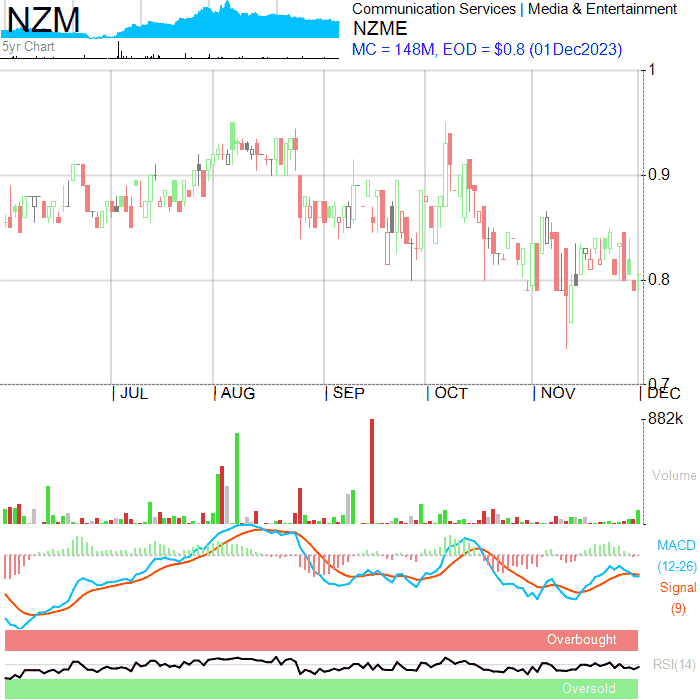 NZM
5yr Chart
Communication Services | Media & Entertainment
NZME
MC = 148M, EOD = $0.8 (01Dec2023)
1
0.9
0.8
0.7
| JUL | AUG | SEP | OCT | NOV | DEC
882k
Volume
MACD
(12-26)
Signal
(9)
Overbought
RSI(14)
Oversold